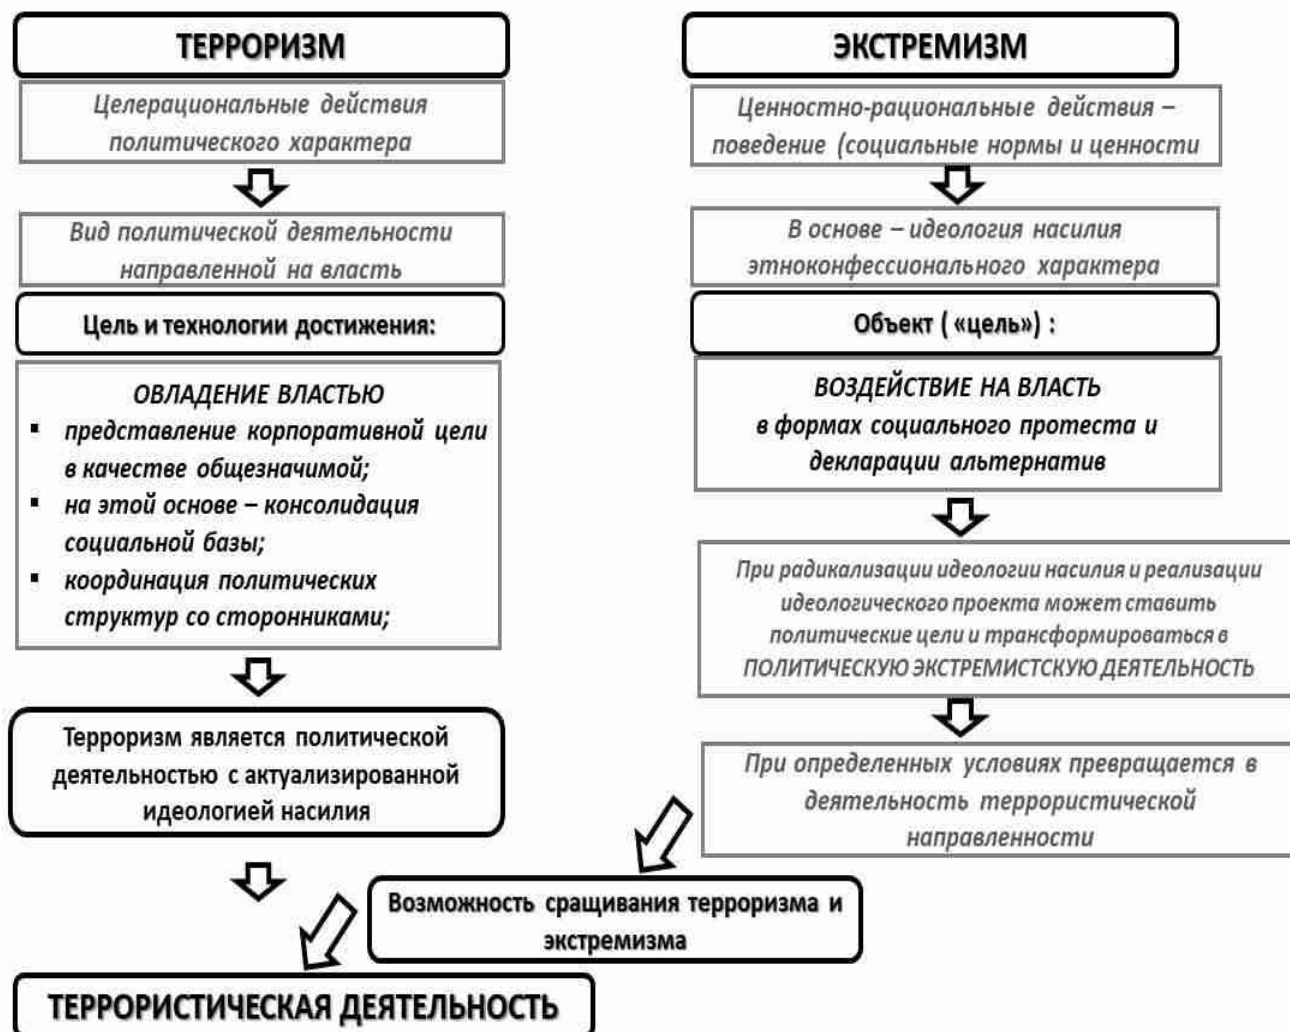 ТЕРРОРИЗМ
Целерациональные действия
политического характера
Вид политической деятельности
направленной на власть
Цель и технологии достижения:
ОВЛАДЕНИЕ ВЛАСТЬЮ
▪ представление корпоративной цели
в качестве общезначимой;
▪ на этой основе – консолидация
социальной базы;
▪ координация политических
структур со сторонниками;
Терроризм является политической
деятельностью с актуализированной
идеологией насилия
ЭКСТРЕМИЗМ
Ценностно-рациональные действия –
поведение (социальные нормы и ценности
В основе – идеология насилия
этноконфессионального характера
Объект ( «цель») :
ВОЗДЕЙСТВИЕ НА ВЛАСТЬ
в формах социального протеста и
декларации альтернатив
При радикализации идеологии насилия и реализации
идеологического проекта может ставить
политические цели и трансформироваться в
ПОЛИТИЧЕСКУЮ ЭКСТРЕМИСТСКУЮ ДЕЯТЕЛЬНОСТЬ
При определенных условиях превращается в
деятельность террористической
направленности
Возможность сращивания терроризма и
экстремизма
ТЕРРОРИСТИЧЕСКАЯ ДЕЯТЕЛЬНОСТЬ